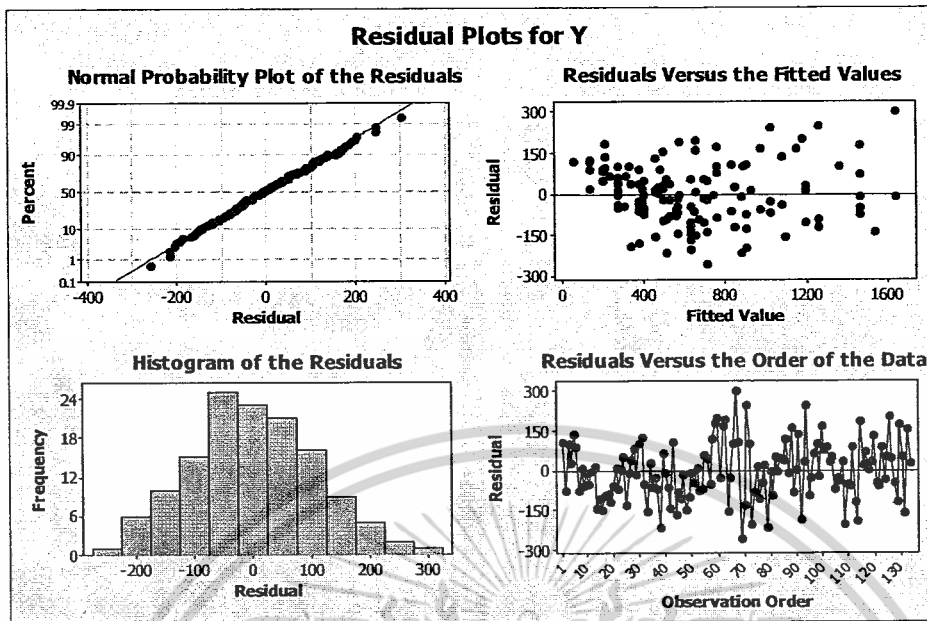 Residual Plots for Y
Normal Probability Plot of the Residuals
99.9
99
90
50
10
1
0.1
Percent
-400 -200 0 200 400
Residual
Residuals Versus the Fitted Values
300
150
0
-150
-300
Residual
0 400 800 1200 1600
Fitted Value
Histogram of the Residuals
24
18
12
6
0
Frequency
-200 -100 0 100 200 300
Residual
Residuals Versus the Order of the Data
300
150
0
-150
-300
Residual
1 10 20 30 40 50 60 70 80 90 100 110 120 130
Observation Order